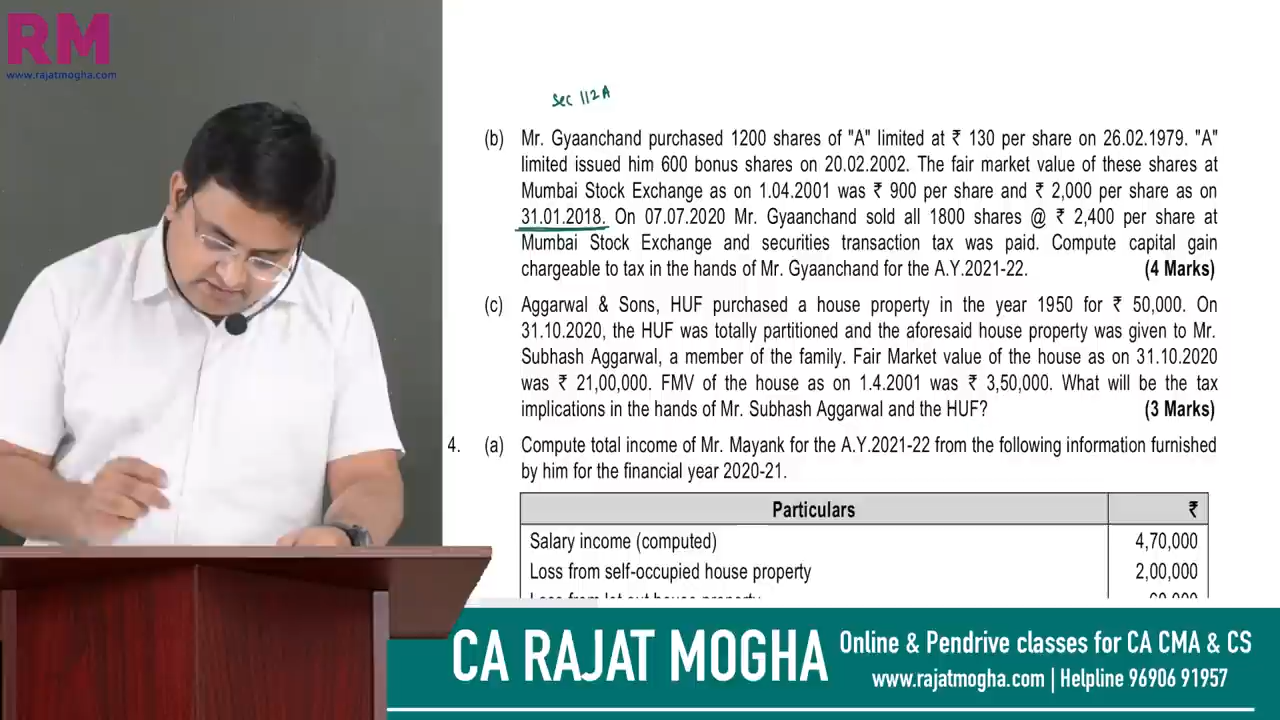 RM
www.rajatmogha.com
Sec 112A
(b) Mr. Gyaanchand purchased 1200 shares of "A" limited at ₹ 130 per share on 26.02.1979. "A"
limited issued him 600 bonus shares on 20.02.2002. The fair market value of these shares at
Mumbai Stock Exchange as on 1.04.2001 was ₹ 900 per share and ₹ 2,000 per share as on
31.01.2018. On 07.07.2020 Mr. Gyaanchand sold all 1800 shares @ ₹ 2,400 per share at
Mumbai Stock Exchange and securities transaction tax was paid. Compute capital gain
chargeable to tax in the hands of Mr. Gyaanchand for the A.Y.2021-22. (4 Marks)
(c) Aggarwal & Sons, HUF purchased a house property in the year 1950 for ₹ 50,000. On
31.10.2020, the HUF was totally partitioned and the aforesaid house property was given to Mr.
Subhash Aggarwal, a member of the family. Fair Market value of the house as on 31.10.2020
was ₹ 21,00,000. FMV of the house as on 1.4.2001 was ₹ 3,50,000. What will be the tax
implications in the hands of Mr. Subhash Aggarwal and the HUF? (3 Marks)
4. (a) Compute total income of Mr. Mayank for the A.Y.2021-22 from the following information furnished
by him for the financial year 2020-21.
Particulars ₹
Salary income (computed) 4,70,000
Loss from self-occupied house property 2,00,000
Loss from let out house property 60,000
CA RAJAT MOGHA
Online & Pendrive classes for CA CMA & CS
www.rajatmogha.com | Helpline 96906 91957